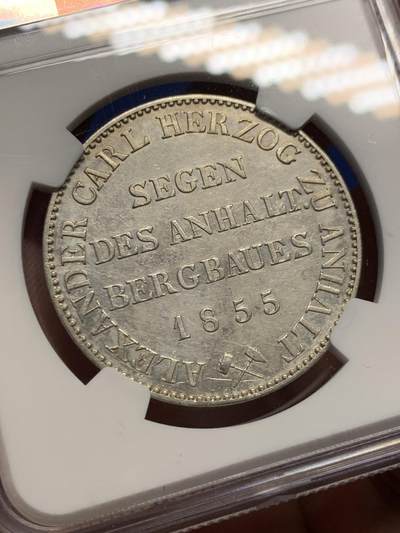 ALEXANDER CARL HERZOG ZU ANHALT
SEGEN
DES ANHALT.
BERGBAUES
1855